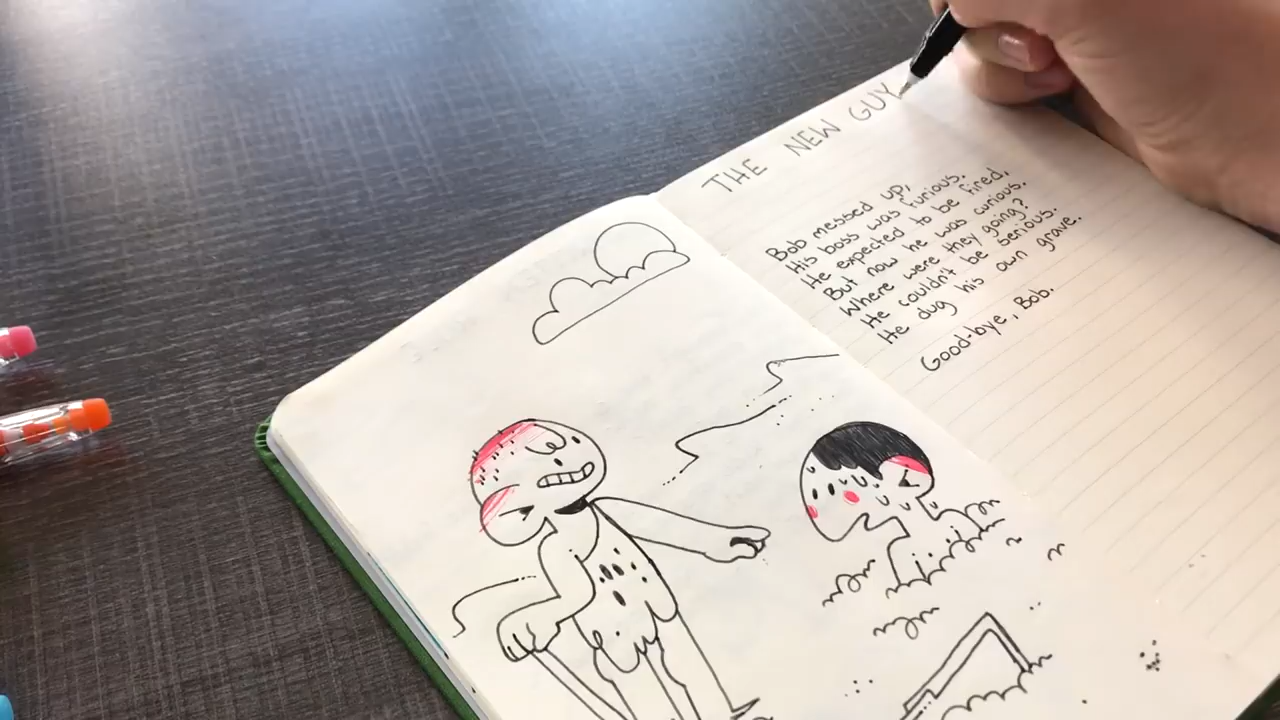 THE NEW GUY
Bob messed up,
His boss was furious.
He expected to be fired,
But now he was curious.
Where were they going?
He couldn't be serious.
He dug his own grave.
Good-bye, Bob.